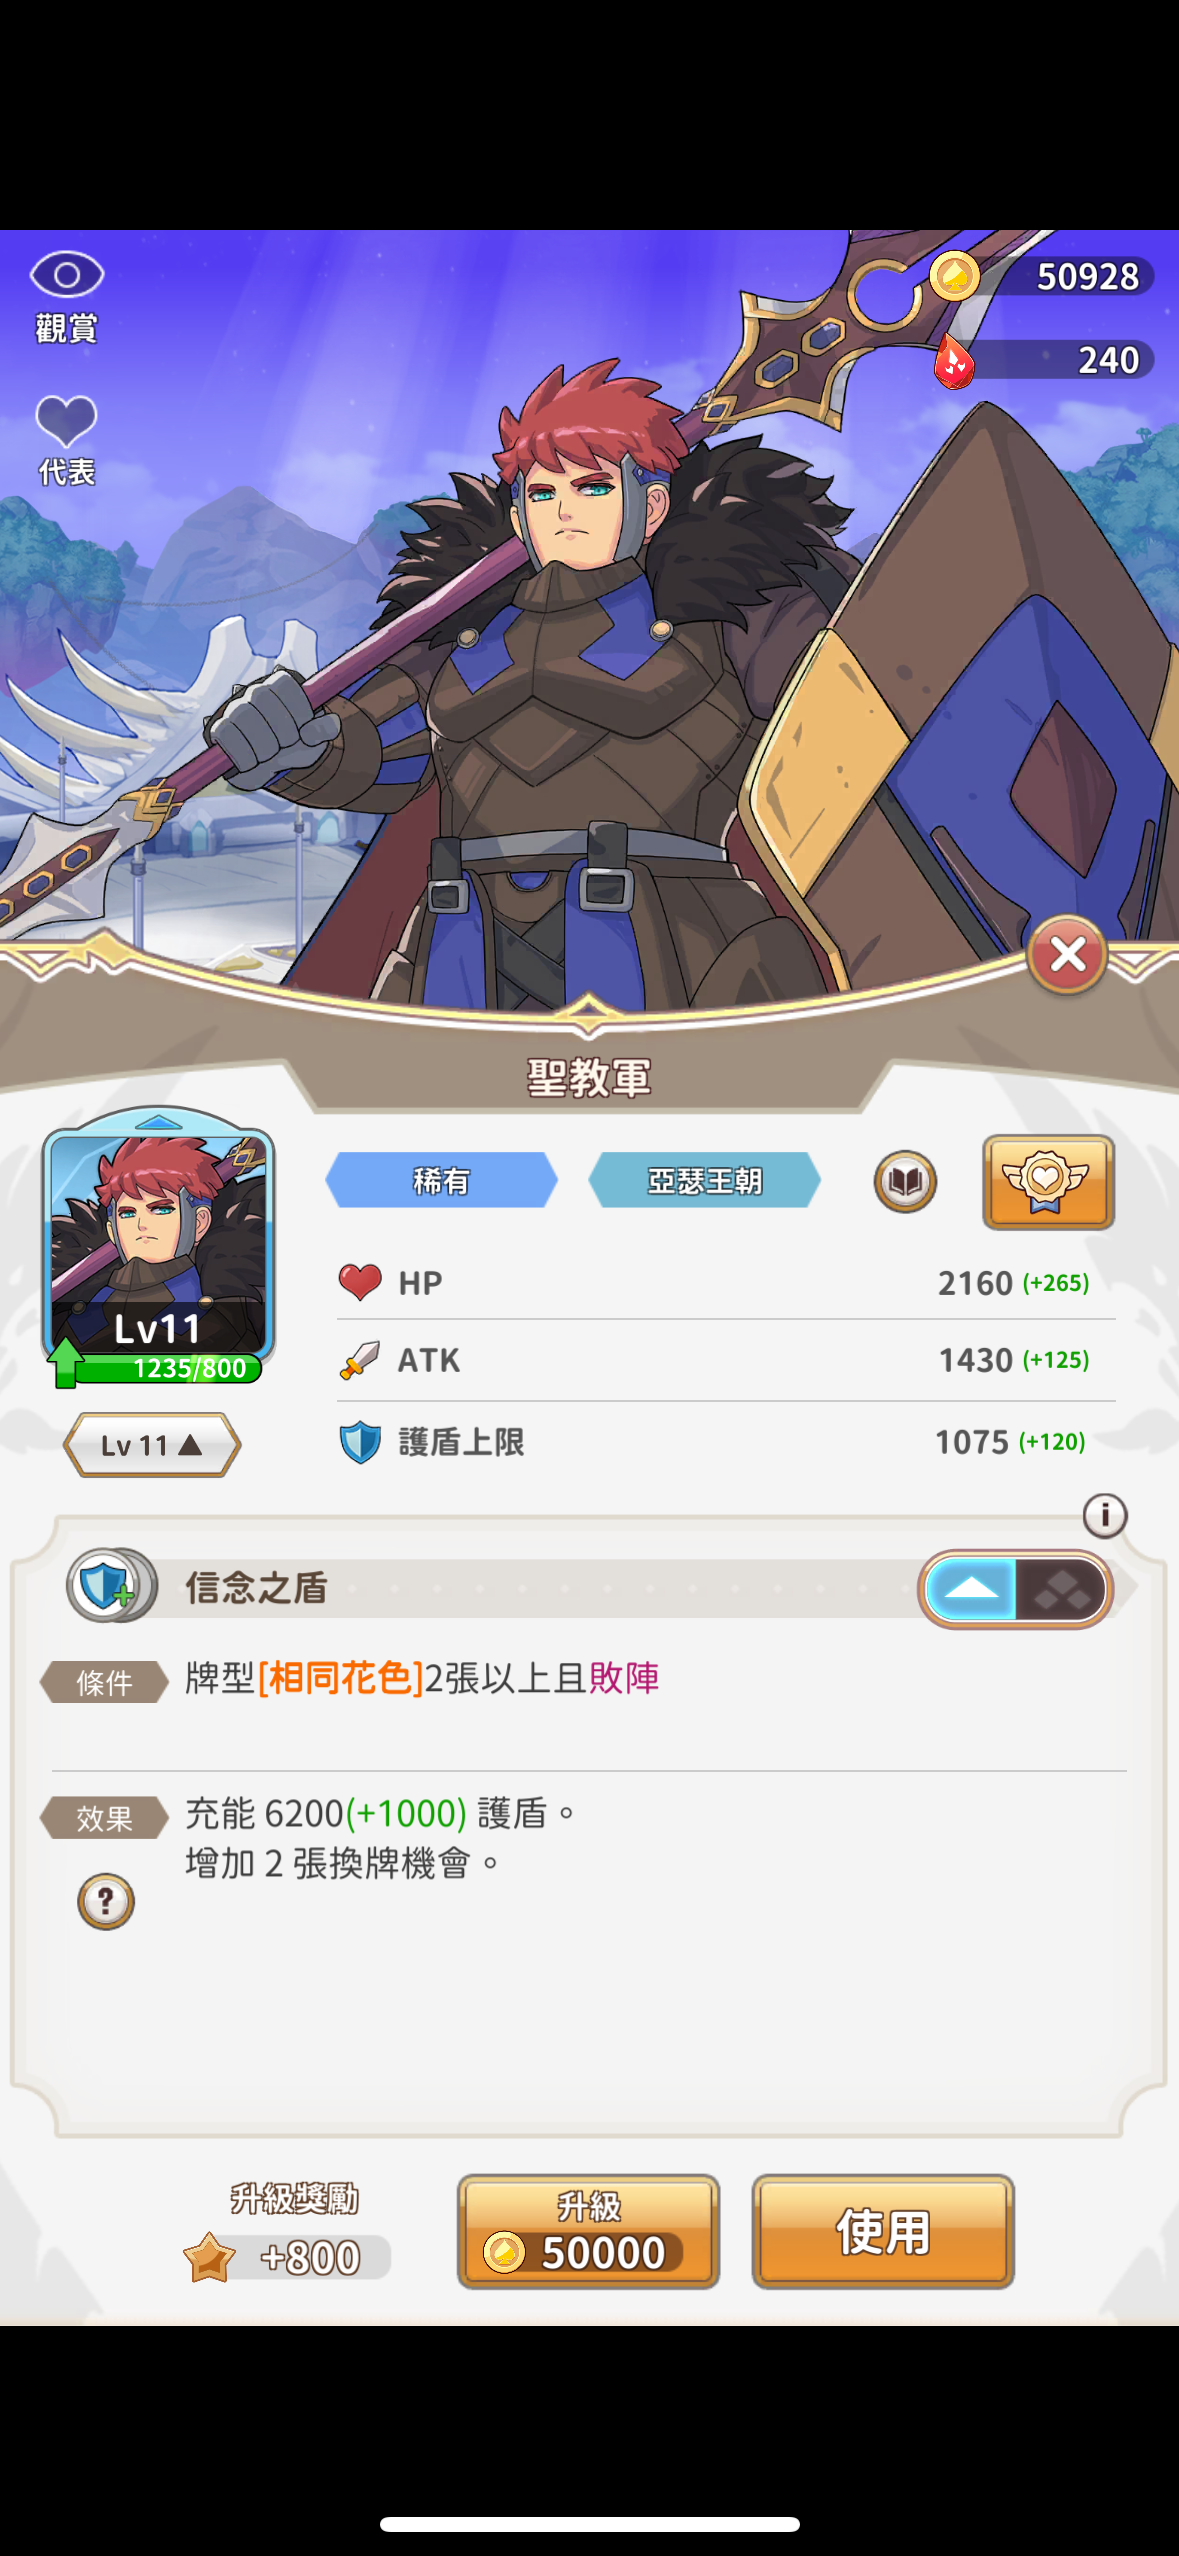 觀賞
50928
240
代表
聖教軍
稀有
亞瑟王朝
HP
2160 (+265)
Lv11
1235/800
ATK
1430 (+125)
Lv 11 ▲
護盾上限
1075 (+120)
i
信念之盾
條件
牌型[相同花色]2張以上且敗陣
效果
充能 6200(+1000) 護盾。
增加 2 張換牌機會。
?
升級獎勵
+800
升級
50000
使用